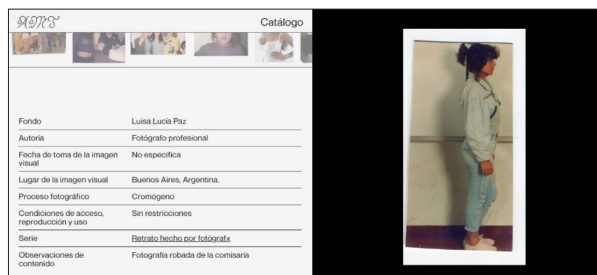 AMT Catálogo
Fondo Luisa Lucía Paz
Autoría Fotógrafo profesional
Fecha de toma de la imagen No especifica
visual
Lugar de la imagen visual Buenos Aires, Argentina.
Proceso fotográfico Cromógeno
Condiciones de acceso, Sin restricciones
reproducción y uso
Serie Retrato hecho por fotógrafx
Observaciones de Fotografía robada de la comisaría
contenido